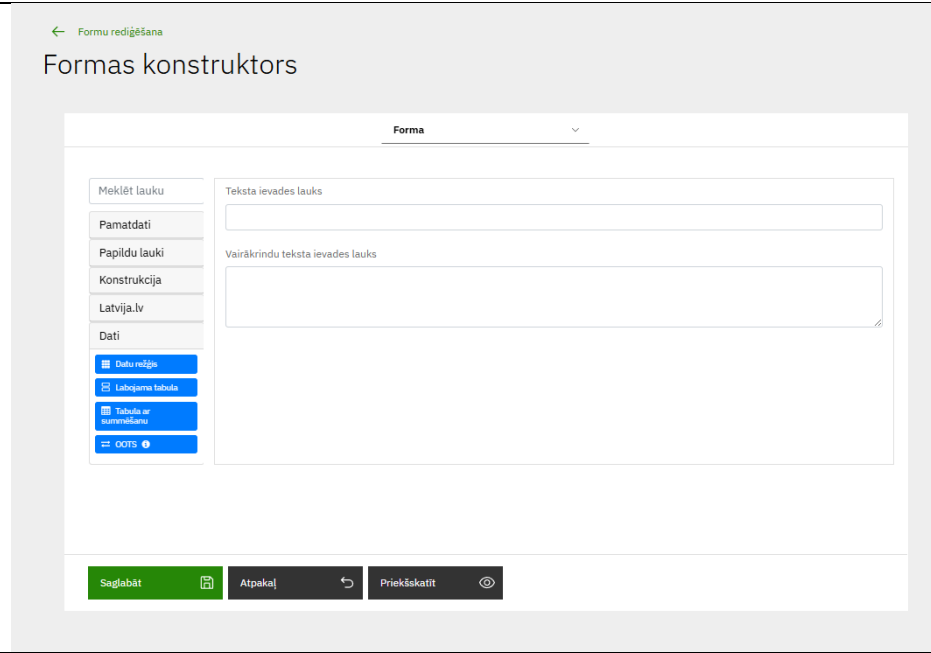 Formu rediģēšana
Formas konstruktors
Forma
Meklēt lauku
Pamatdati
Papildu lauki
Konstrukcija
Latvija.lv
Dati
Datu režģis
Labojama tabula
Tabula ar
summēšanu
OOTS
Teksta ievades lauks
Vairākrindu teksta ievades lauks
Saglabāt
Atpakaļ
Priekšskatīt